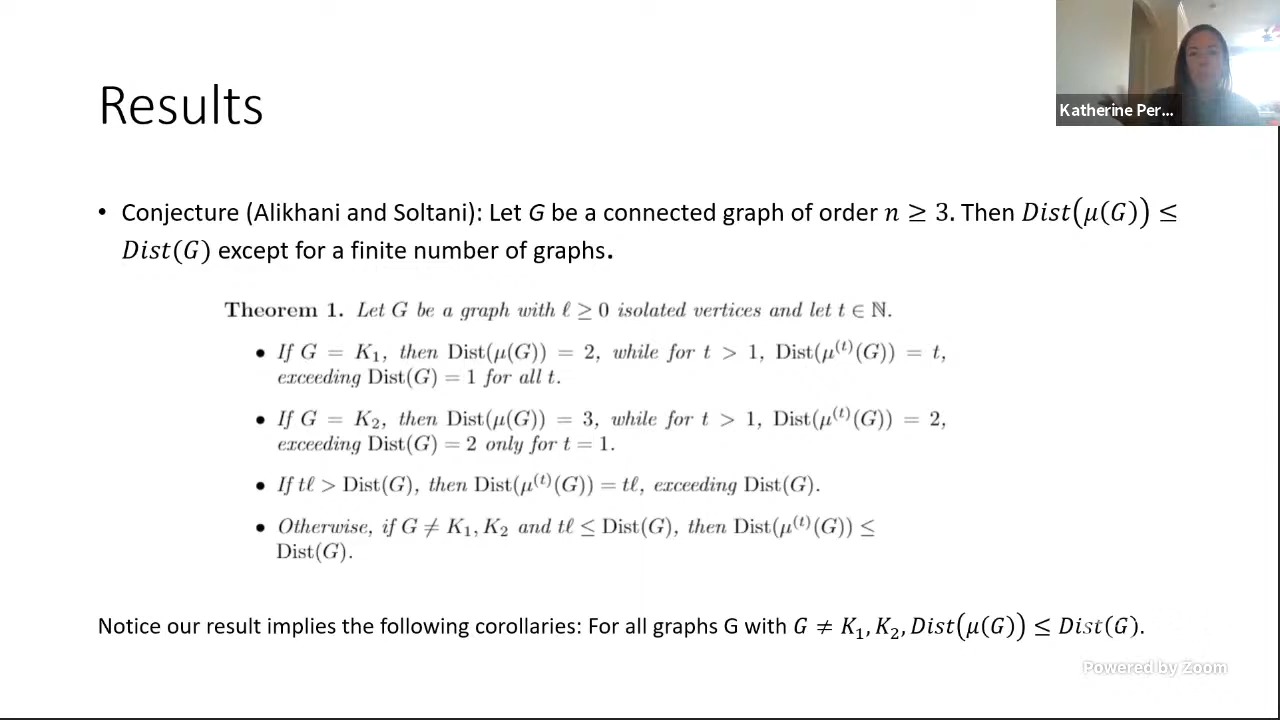 Katherine Per...
Results
• Conjecture (Alikhani and Soltani): Let G be a connected graph of order n ≥ 3. Then Dist(μ(G)) ≤
Dist(G) except for a finite number of graphs.
Theorem 1. Let G be a graph with ℓ ≥ 0 isolated vertices and let t ∈ ℕ.
• If G = K₁, then Dist(μ(G)) = 2, while for t > 1, Dist(μ⁽ᵗ⁾(G)) = t,
exceeding Dist(G) = 1 for all t.
• If G = K₂, then Dist(μ(G)) = 3, while for t > 1, Dist(μ⁽ᵗ⁾(G)) = 2,
exceeding Dist(G) = 2 only for t = 1.
• If tℓ > Dist(G), then Dist(μ⁽ᵗ⁾(G)) = tℓ, exceeding Dist(G).
• Otherwise, if G ≠ K₁, K₂ and tℓ ≤ Dist(G), then Dist(μ⁽ᵗ⁾(G)) ≤
Dist(G).
Notice our result implies the following corollaries: For all graphs G with G ≠ K₁, K₂, Dist(μ(G)) ≤ Dist(G).
Powered by Zoom